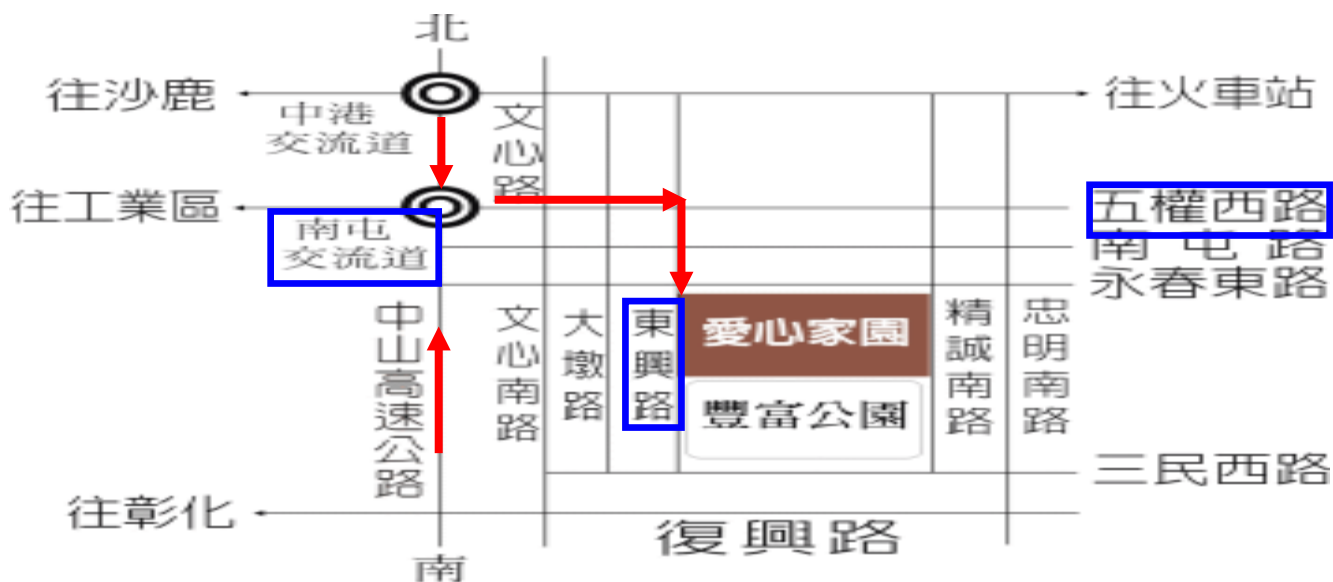 北
往沙鹿
中港
交流道
文心路
往火車站
往工業區
南屯
交流道
五權西路
南屯路
永春東路
中山高速公路
文心南路
大墩路
東興路
愛心家園
豐富公園
精誠南路
忠明南路
三民西路
往彰化
復興路
南